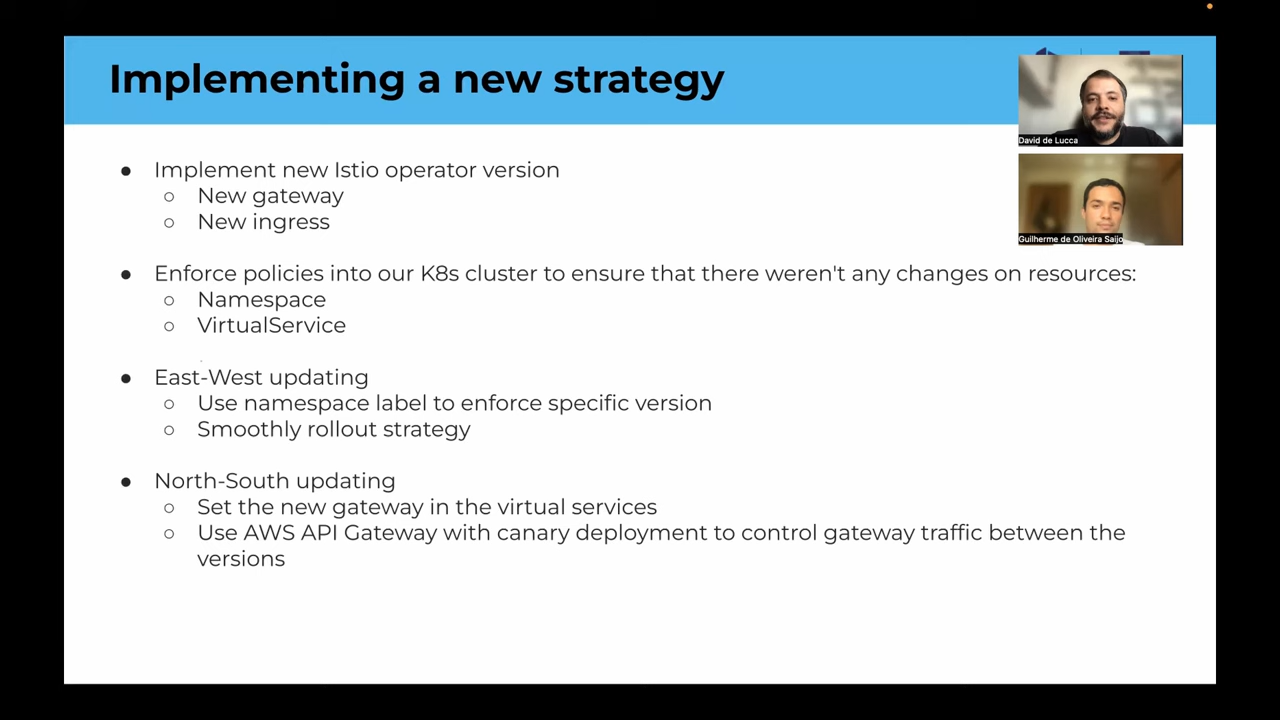 Implementing a new strategy
David de Lucca
Guilherme de Oliveira Saijo
● Implement new Istio operator version
○ New gateway
○ New ingress
● Enforce policies into our K8s cluster to ensure that there weren't any changes on resources:
○ Namespace
○ VirtualService
● East-West updating
○ Use namespace label to enforce specific version
○ Smoothly rollout strategy
● North-South updating
○ Set the new gateway in the virtual services
○ Use AWS API Gateway with canary deployment to control gateway traffic between the
versions